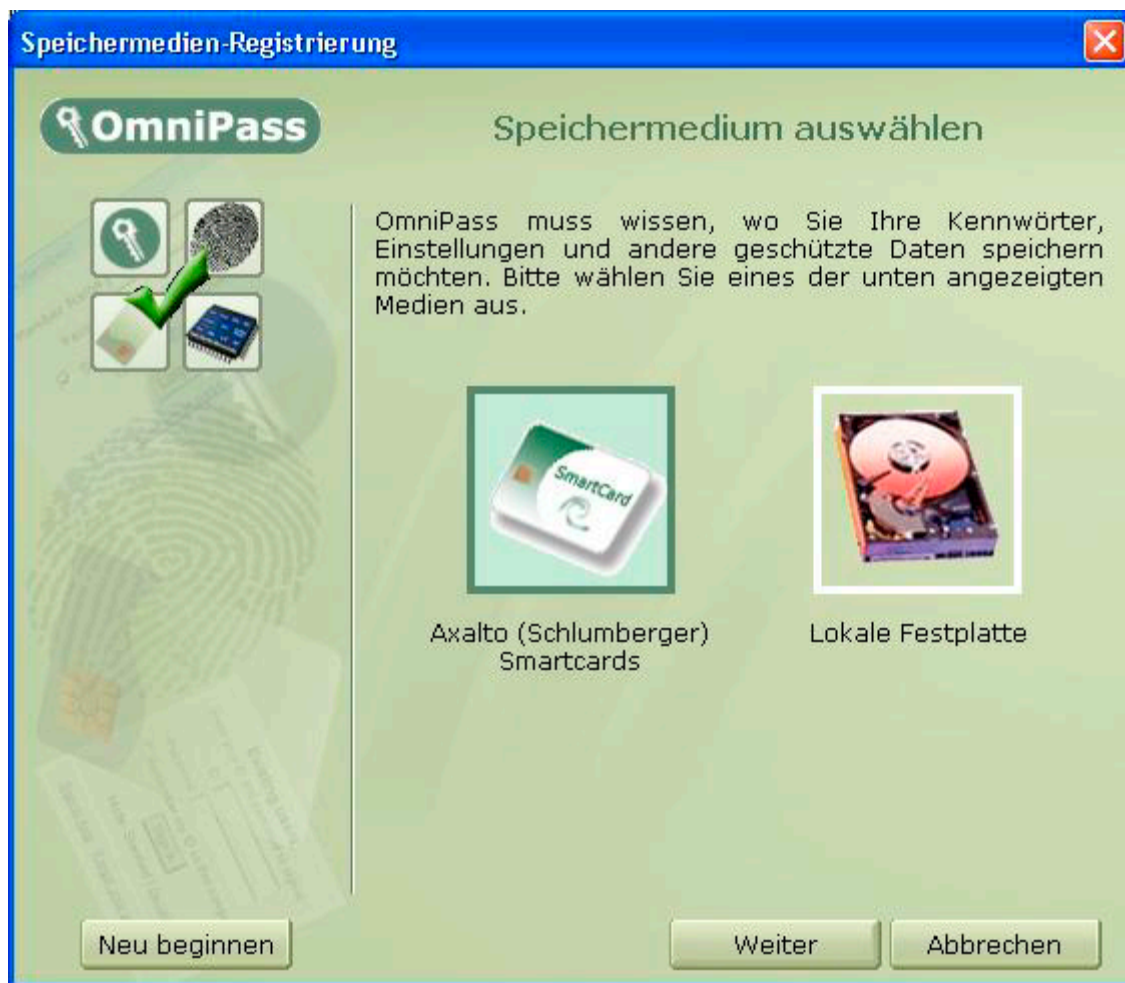 Speichermedien-Registrierung
OmniPass
Speichermedium auswählen
OmniPass muss wissen, wo Sie Ihre Kennwörter,
Einstellungen und andere geschützte Daten speichern
möchten. Bitte wählen Sie eines der unten angezeigten
Medien aus.
SmartCard
Axalto (Schlumberger)
Smartcards
Lokale Festplatte
Neu beginnen
Weiter
Abbrechen